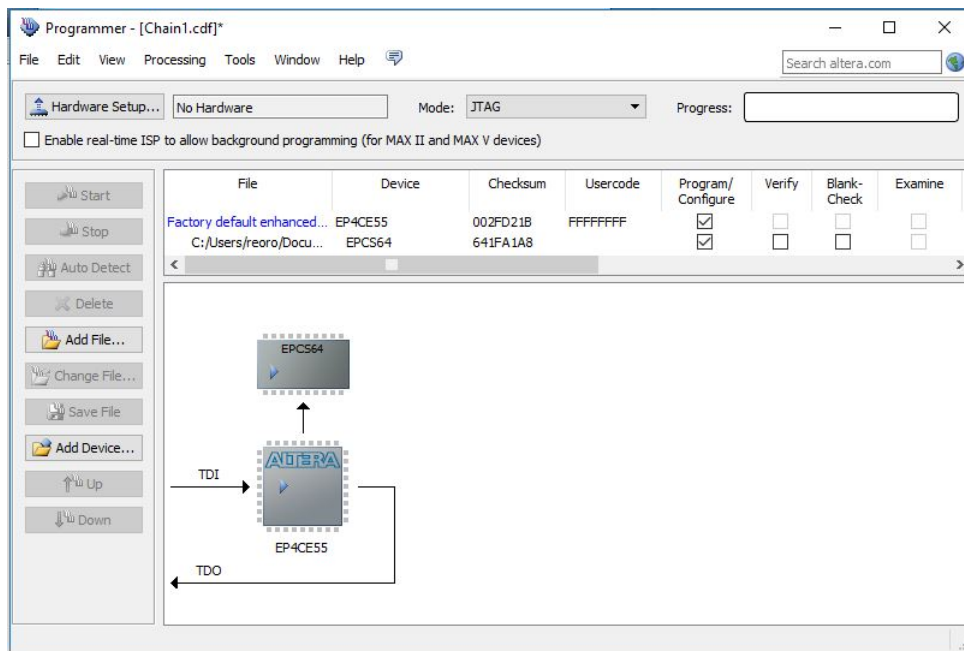 Programmer - [Chain1.cdf]*
File Edit View Processing Tools Window Help
Search altera.com
Hardware Setup... No Hardware Mode: JTAG Progress:
Enable real-time ISP to allow background programming (for MAX II and MAX V devices)
Start
Stop
Auto Detect
Delete
Add File...
Change File...
Save File
Add Device...
Up
Down
File Device Checksum Usercode Program/ Verify Blank- Examine
Configure Check
Factory default enhanced... EP4CE55 002FD21B FFFFFFFF
C:/Users/reoro/Docu... EPCS64 641FA1A8
EPCS64
ALTERA
TDI
EP4CE55
TDO